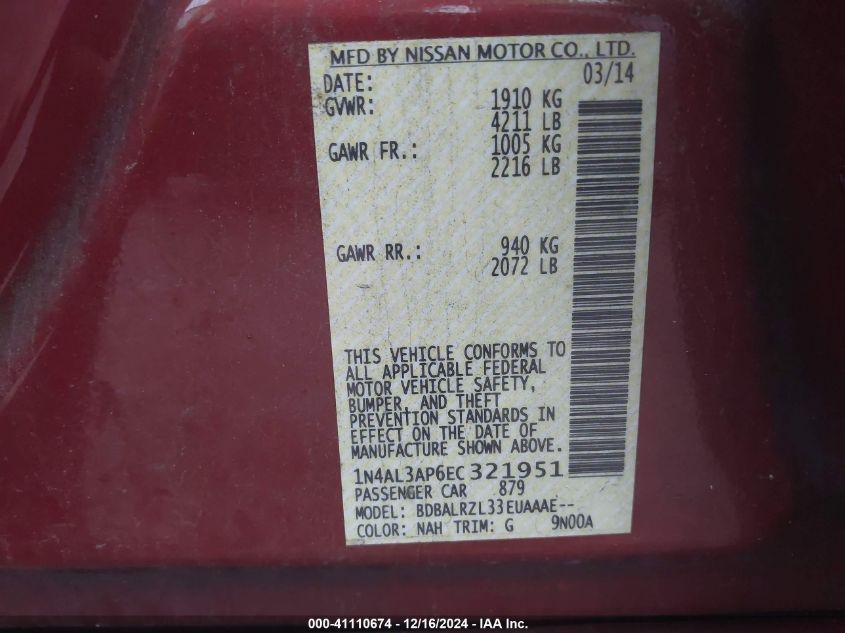 MFD BY NISSAN MOTOR CO., LTD.
DATE: 03/14
GVWR: 1910 KG
4211 LB
GAWR FR.: 1005 KG
2216 LB
GAWR RR.: 940 KG
2072 LB
THIS VEHICLE CONFORMS TO
ALL APPLICABLE FEDERAL
MOTOR VEHICLE SAFETY,
BUMPER, AND THEFT
PREVENTION STANDARDS IN
EFFECT ON THE DATE OF
MANUFACTURE SHOWN ABOVE.
1N4AL3AP6EC 321951
PASSENGER CAR 879
MODEL: BDBALRZL33EUAAAE--
COLOR: NAH TRIM: G 9N00A
000-41110674 - 12/16/2024 - IAA Inc.